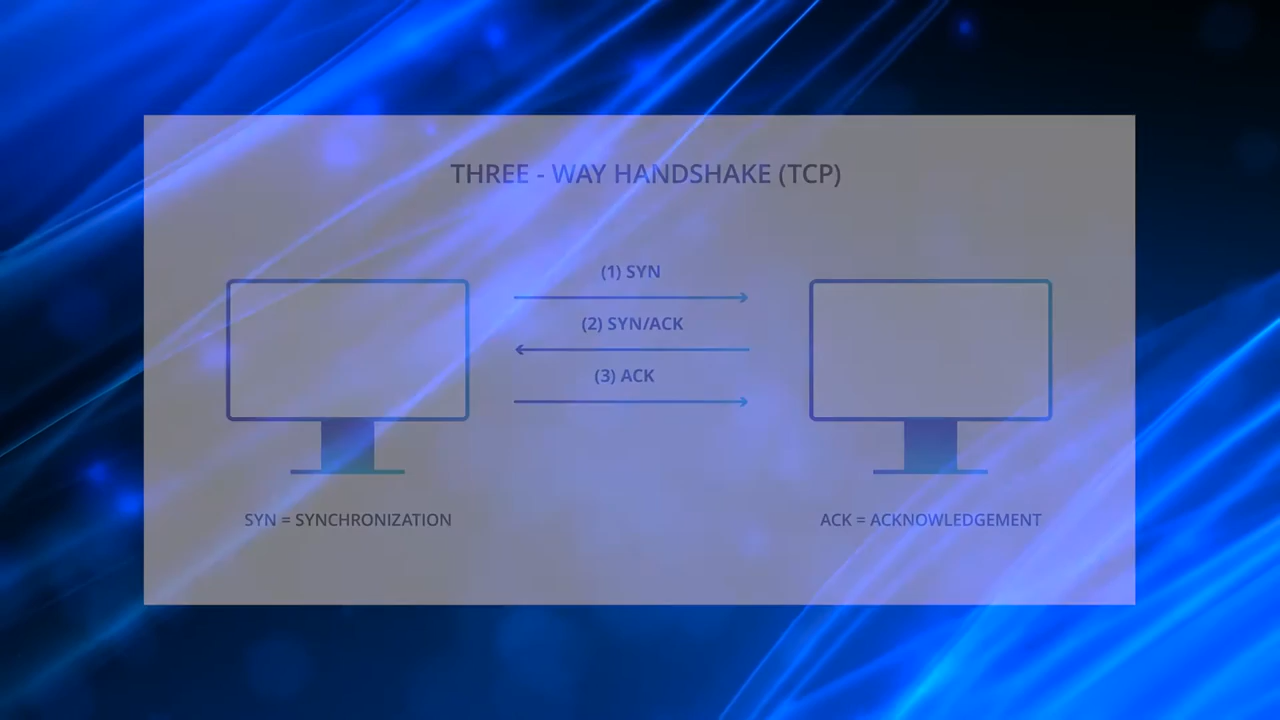 THREE - WAY HANDSHAKE (TCP)
(1) SYN
(2) SYN/ACK
(3) ACK
SYN = SYNCHRONIZATION
ACK = ACKNOWLEDGEMENT